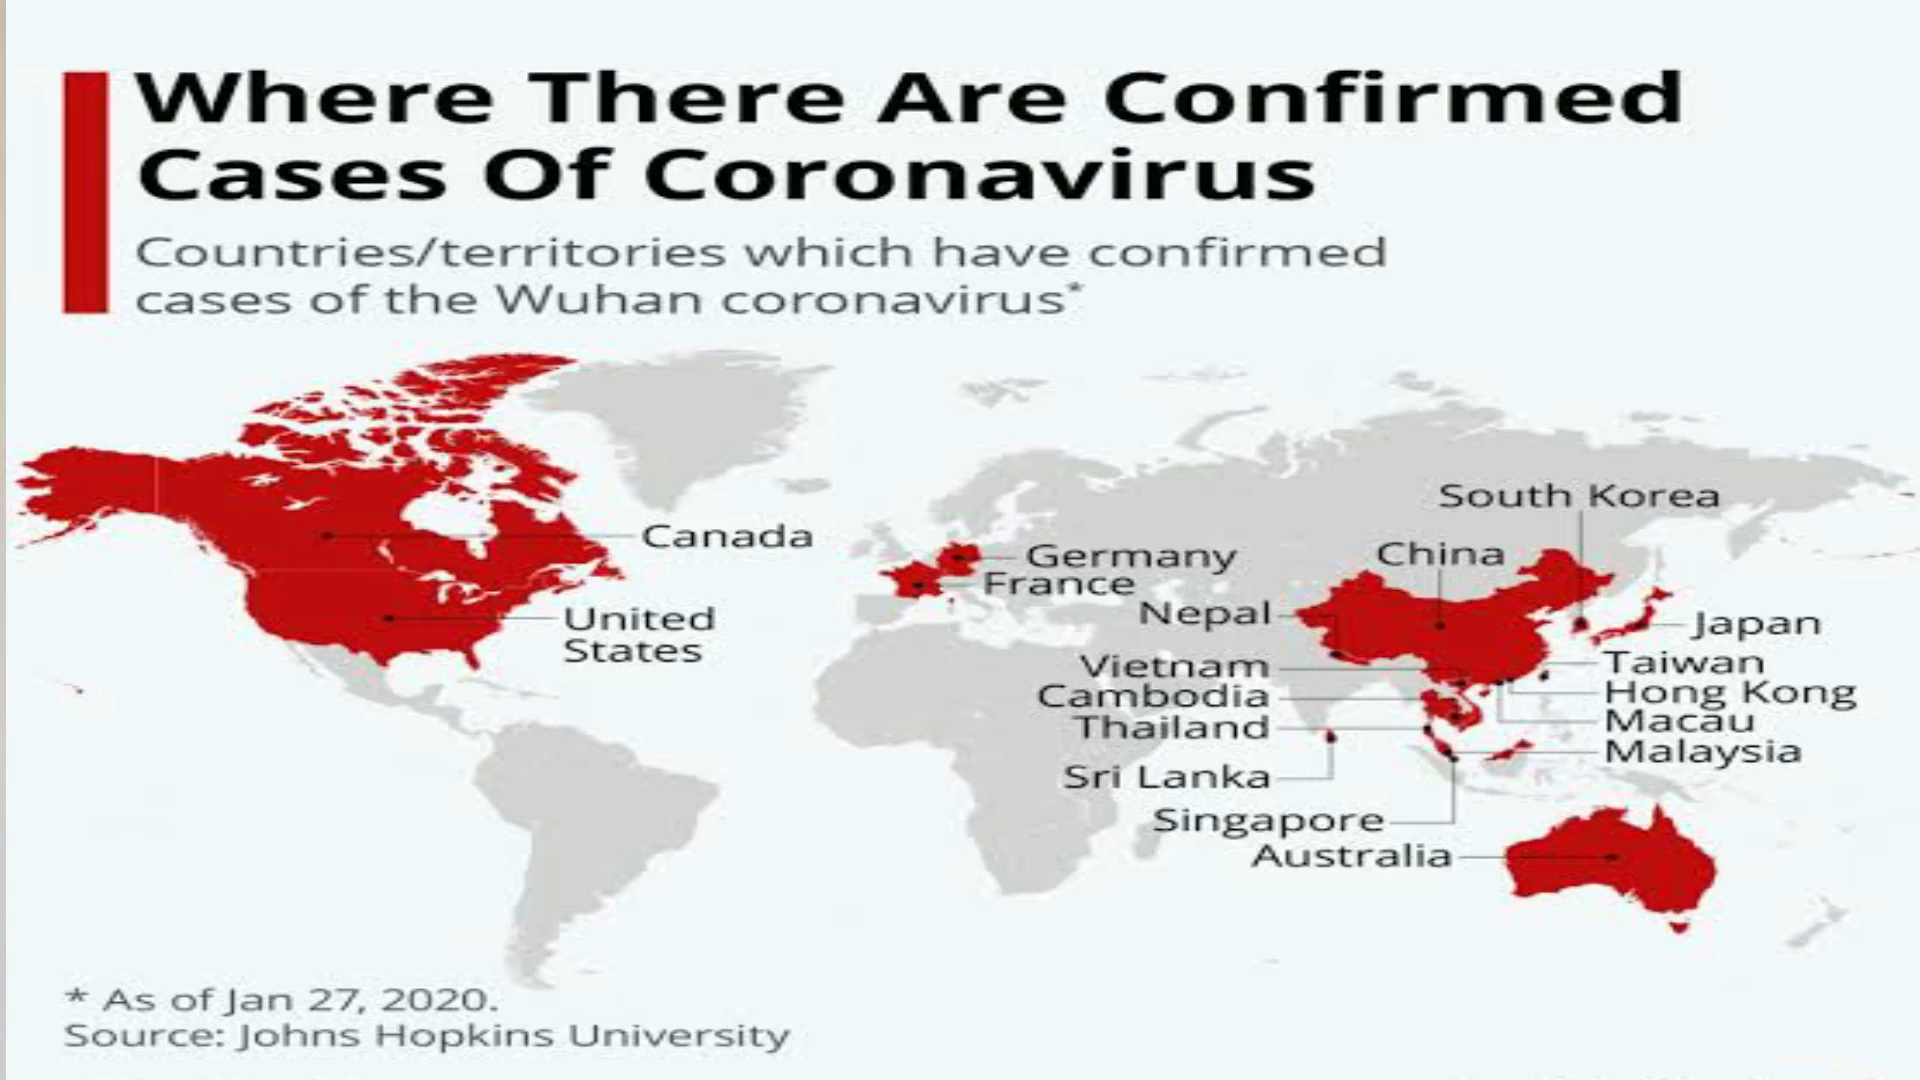 Where There Are Confirmed
Cases Of Coronavirus
Countries/territories which have confirmed
cases of the Wuhan coronavirus*
South Korea
Canada
China
Germany
France
Nepal
United
States
Japan
Vietnam
Taiwan
Cambodia
Hong Kong
Thailand
Macau
Malaysia
Sri Lanka
Singapore
Australia
* As of Jan 27, 2020.
Source: Johns Hopkins University